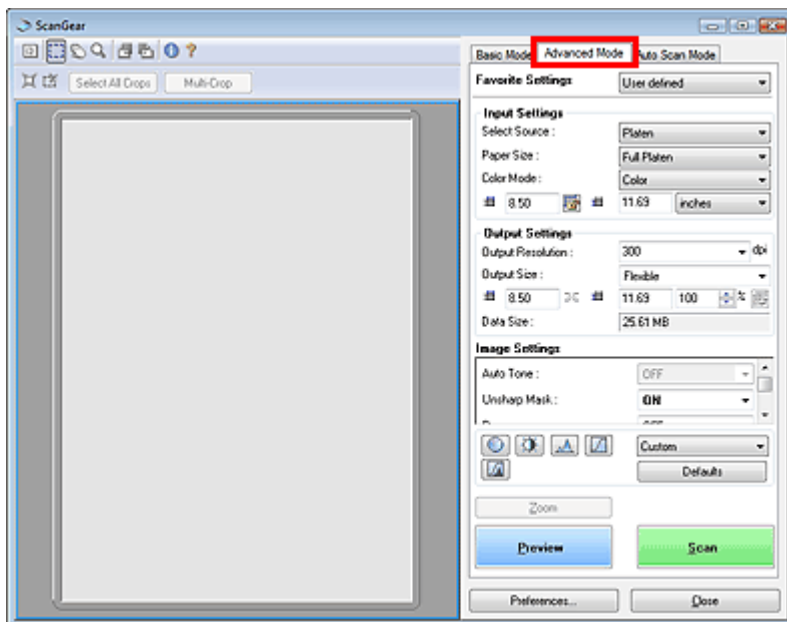 ScanGear
Basic Mode Advanced Mode Auto Scan Mode
Select All Crops Multi-Crop
Favorite Settings User defined
Input Settings
Select Source : Platen
Paper Size : Full Platen
Color Mode : Color
8.50 11.69 inches
Output Settings
Output Resolution : 300 dpi
Output Size : Flexible
8.50 11.69 100 %
Data Size : 25.61 MB
Image Settings
Auto Tone : OFF
Unsharp Mask : ON
Custom
Defaults
Zoom
Preview Scan
Preferences... Close